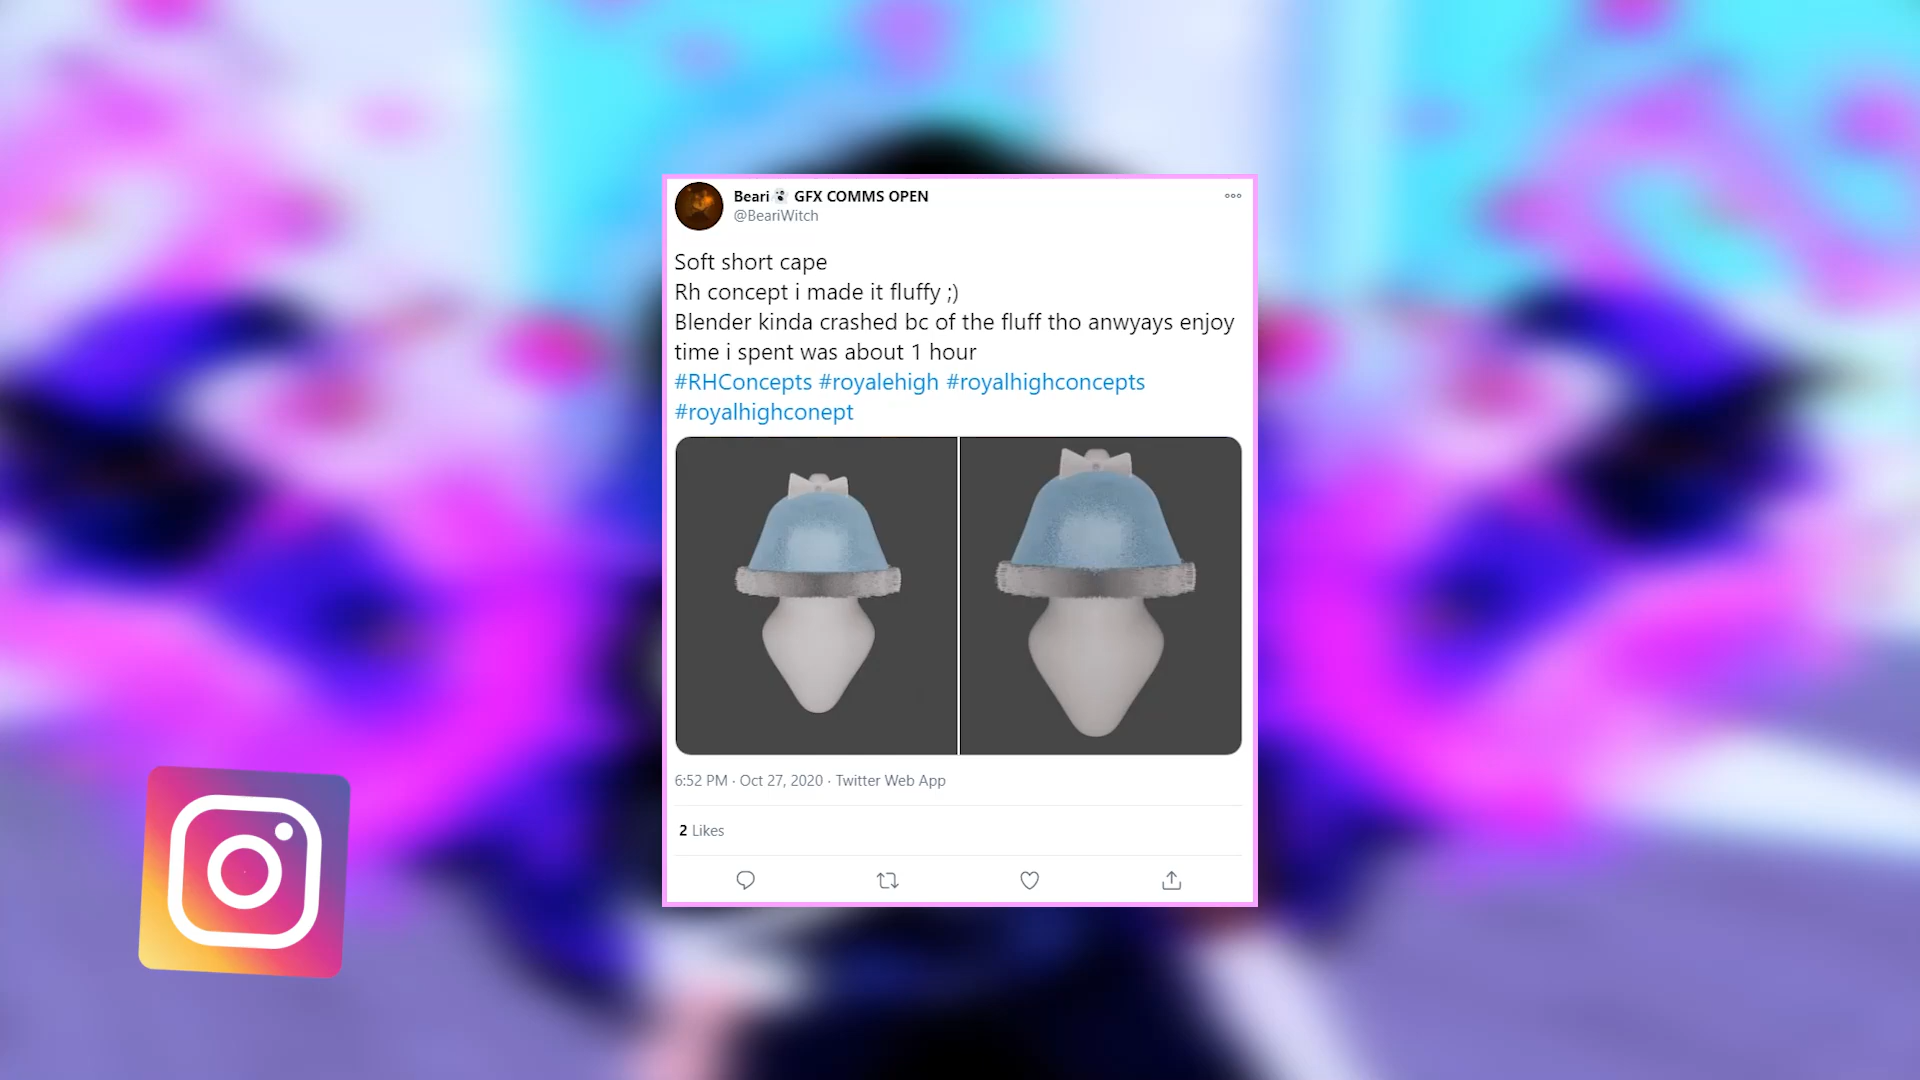 Beari👻 GFX COMMS OPEN
@BeariWitch
Soft short cape
Rh concept i made it fluffy ;)
Blender kinda crashed bc of the fluff tho anwyays enjoy
time i spent was about 1 hour
#RHConcepts #royalehigh #royalhighconcepts
#royalhighconept
6:52 PM · Oct 27, 2020 · Twitter Web App
2 Likes